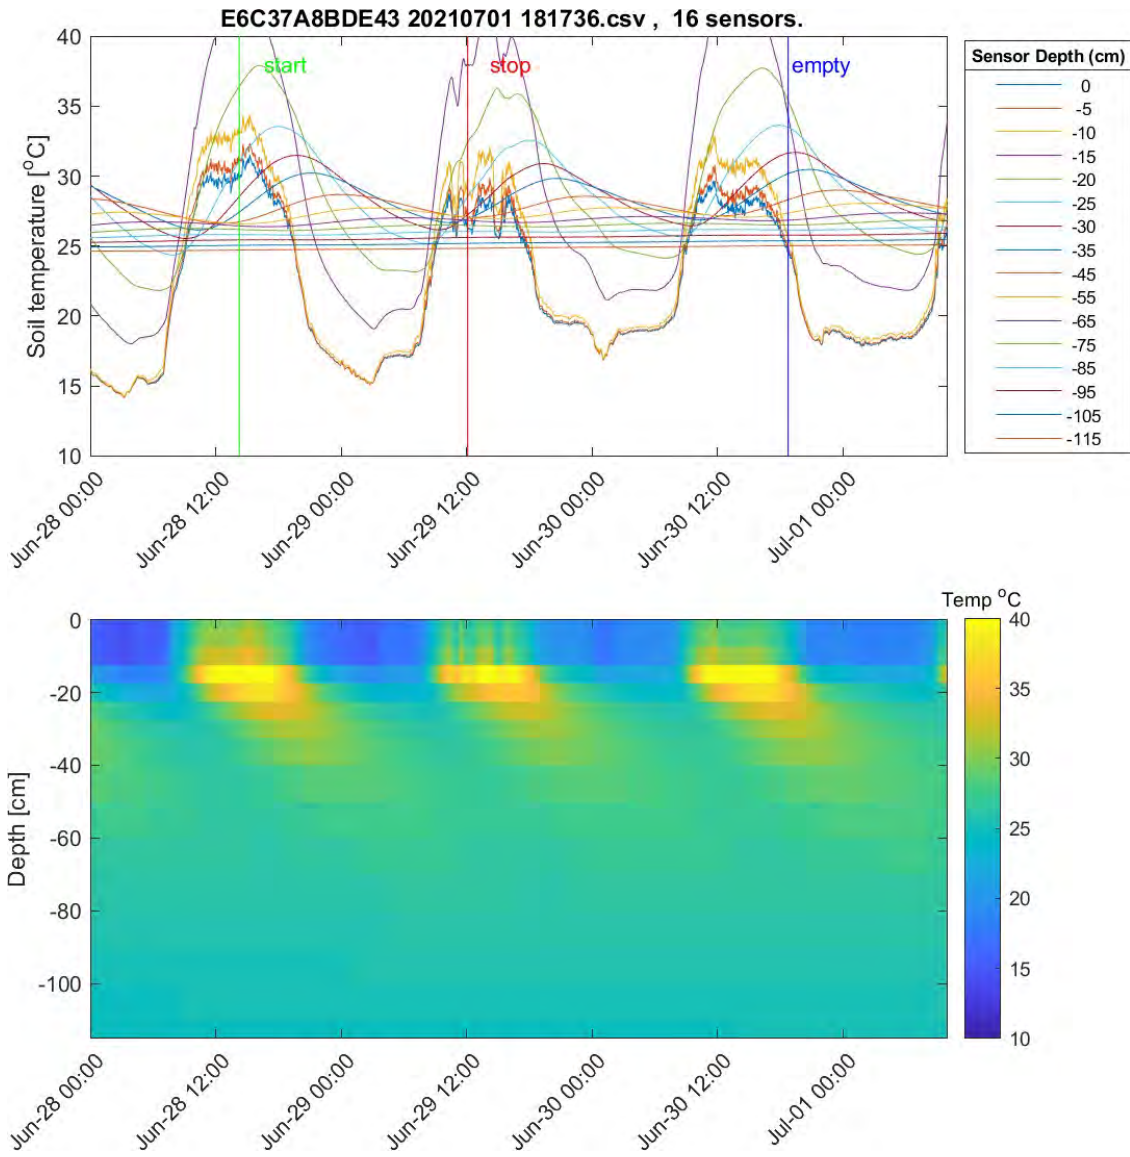 E6C37A8BDE43 20210701 181736.csv ,  16 sensors.
40
35
30
25
20
15
10
Soil temperature [°C]
start
stop
empty
Jun-28 00:00
Jun-28 12:00
Jun-29 00:00
Jun-29 12:00
Jun-30 00:00
Jun-30 12:00
Jul-01 00:00
Sensor Depth (cm)
0
-5
-10
-15
-20
-25
-30
-35
-45
-55
-65
-75
-85
-95
-105
-115
0
-20
-40
-60
-80
-100
Depth [cm]
Jun-28 00:00
Jun-28 12:00
Jun-29 00:00
Jun-29 12:00
Jun-30 00:00
Jun-30 12:00
Jul-01 00:00
Temp °C
40
35
30
25
20
15
10